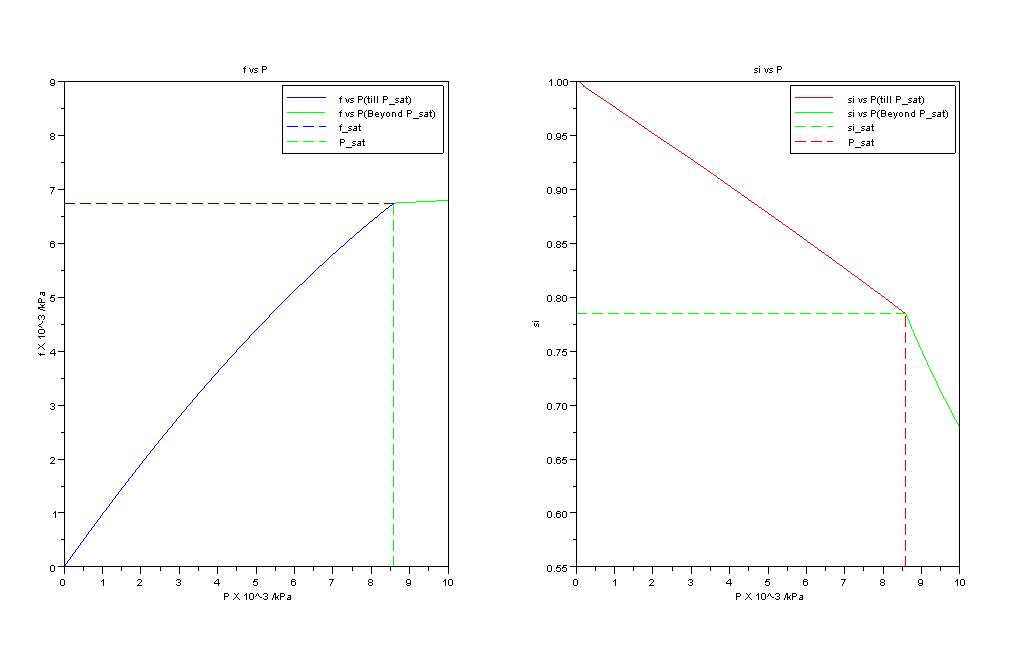 f vs P
9
8
7
6
5
4
3
2
1
0
f X 10^-3 /kPa
f vs P(till P_sat)
f vs P(Beyond P_sat)
f_sat
P_sat
0 1 2 3 4 5 6 7 8 9 10
P X 10^-3 /kPa
si vs P
1.00
0.95
0.90
0.85
0.80
0.75
0.70
0.65
0.60
0.55
si
si vs P(till P_sat)
si vs P(Beyond P_sat)
si_sat
P_sat
0 1 2 3 4 5 6 7 8 9 10
P X 10^-3 /kPa